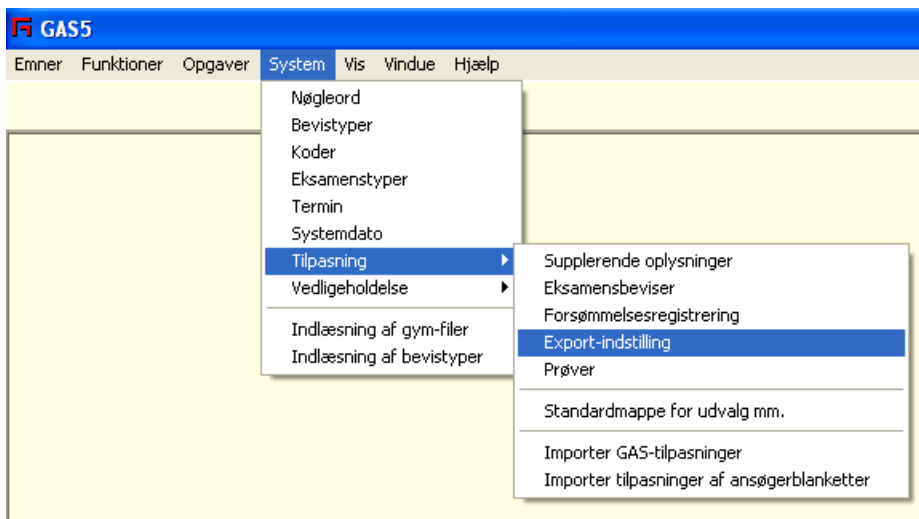 GAS5
Emner Funktioner Opgaver System Vis Vindue Hjælp
Nøgleord
Bevistyper
Koder
Eksamenstyper
Termin
Systemdato
Tilpasning
Vedligeholdelse
Indlæsning af gym-filer
Indlæsning af bevistyper
Supplerende oplysninger
Eksamensbeviser
Forsømmelsesregistrering
Export-indstilling
Prøver
Standardmappe for udvalg mm.
Importer GAS-tilpasninger
Importer tilpasninger af ansøgerblanketter